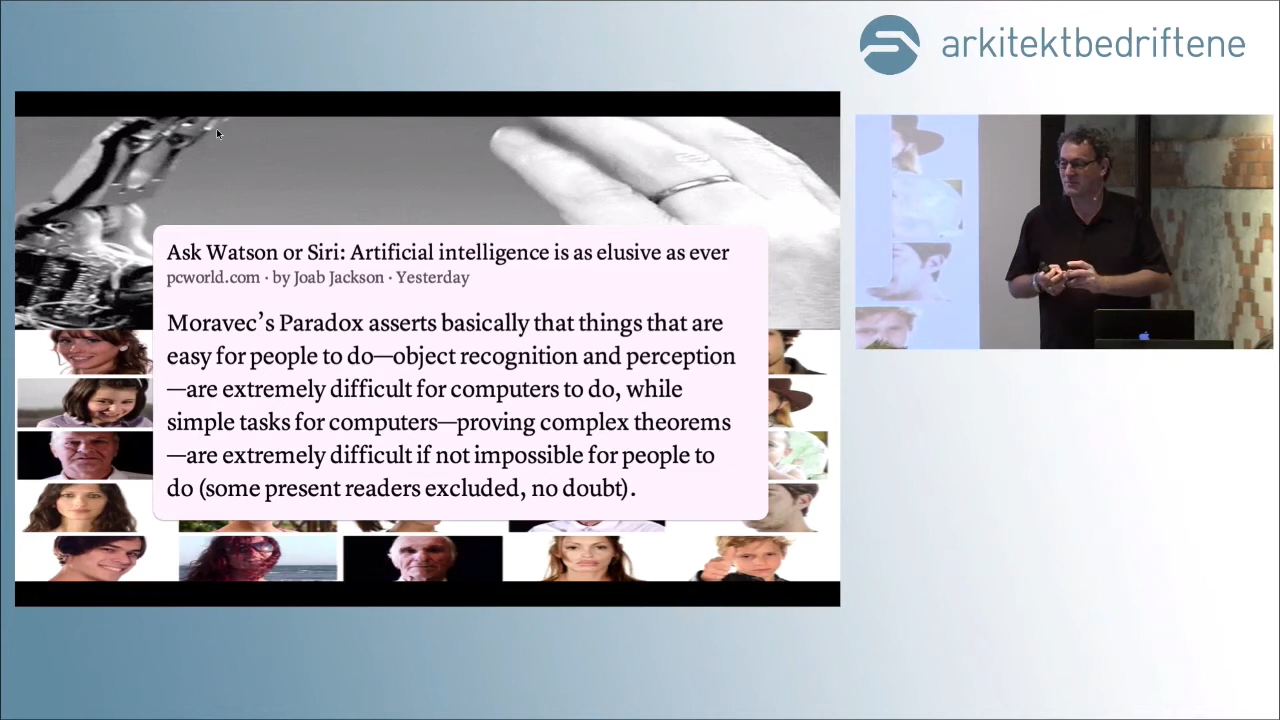 arkitektbedriftene
Ask Watson or Siri: Artificial intelligence is as elusive as ever
pcworld.com · by Joab Jackson · Yesterday
Moravec’s Paradox asserts basically that things that are
easy for people to do—object recognition and perception
—are extremely difficult for computers to do, while
simple tasks for computers—proving complex theorems
—are extremely difficult if not impossible for people to
do (some present readers excluded, no doubt).